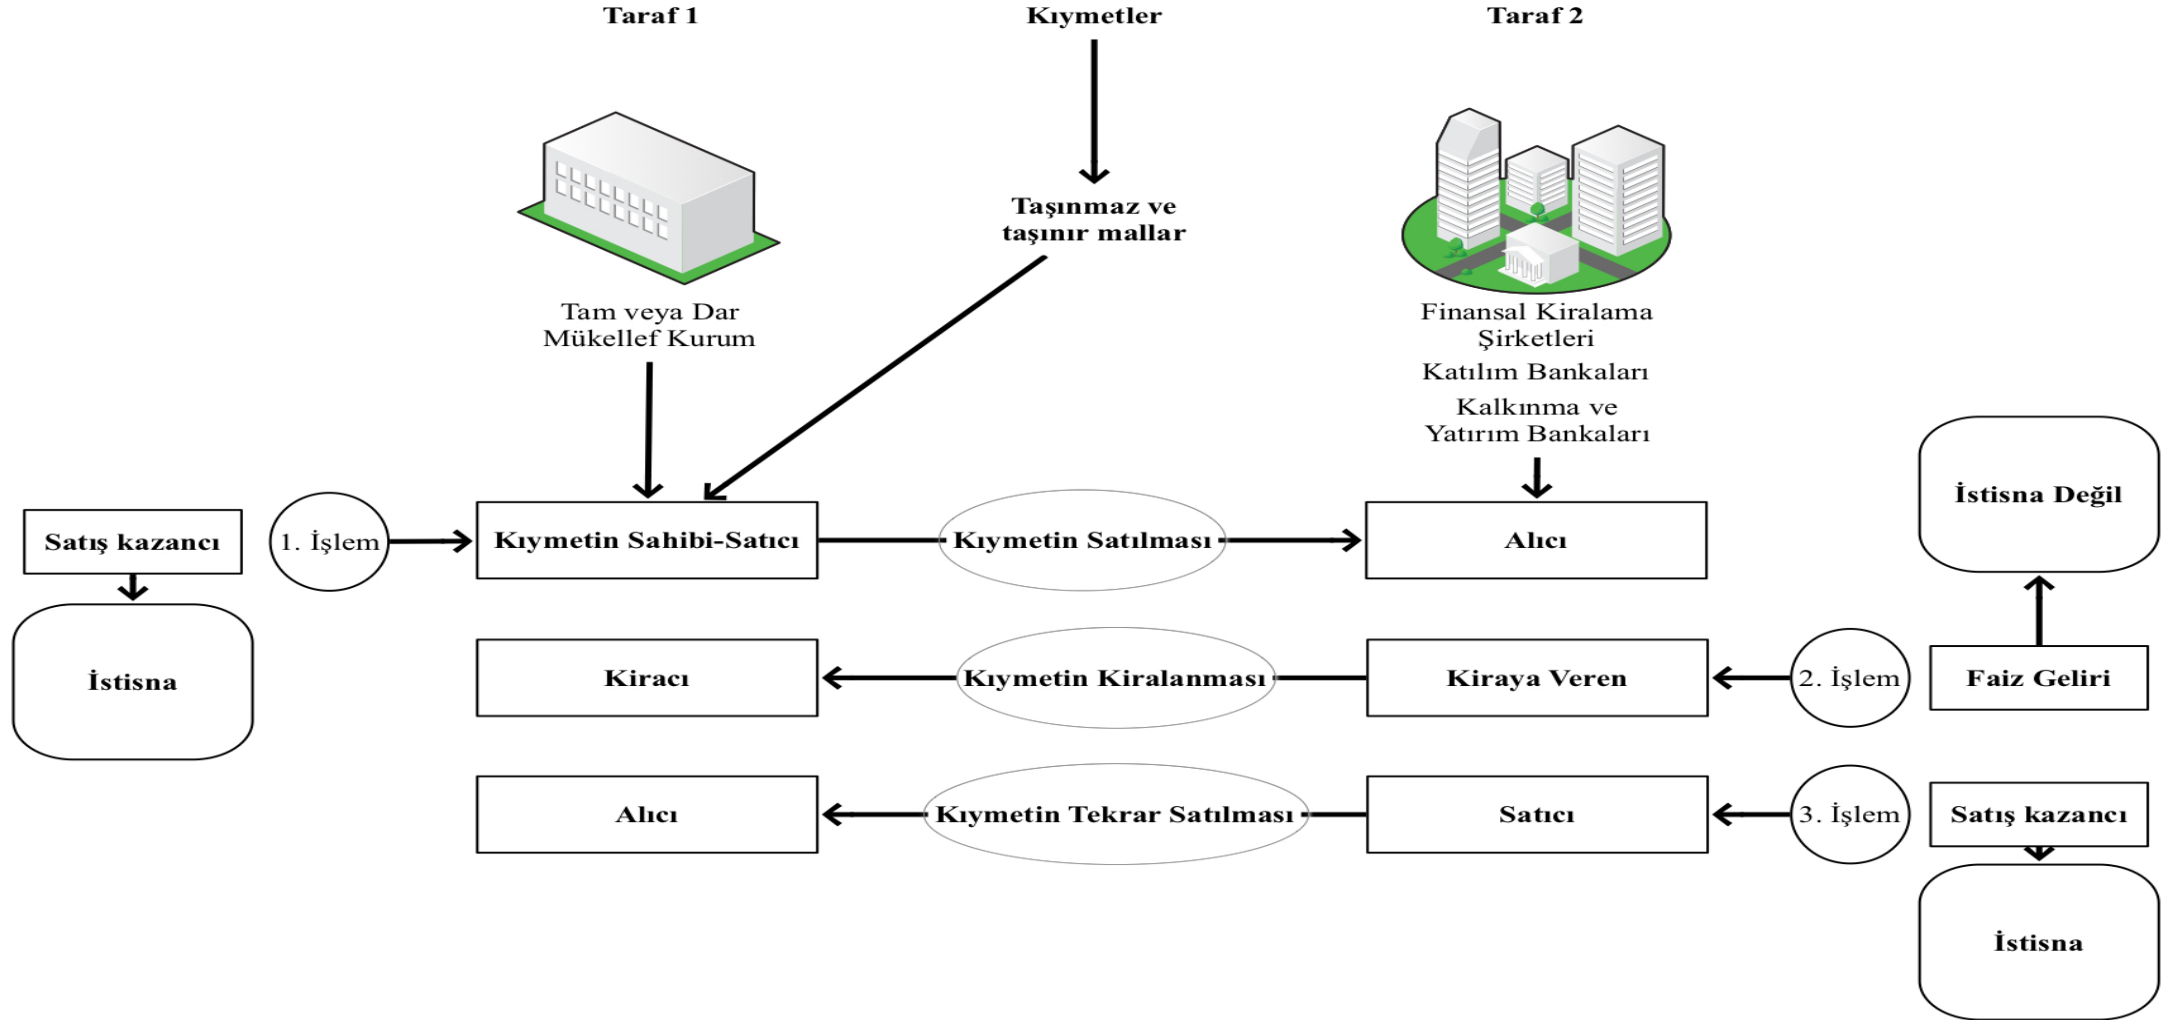 Taraf 1
Kıymetler
Taraf 2
Taşınmaz ve
taşınır mallar
Tam veya Dar
Mükellef Kurum
Finansal Kiralama
Şirketleri
Katılım Bankaları
Kalkınma ve
Yatırım Bankaları
Satış kazancı
İstisna
1. İşlem
Kıymetin Sahibi-Satıcı
Kıymetin Satılması
Alıcı
İstisna Değil
Kiracı
Kıymetin Kiralanması
Kiraya Veren
2. İşlem
Faiz Geliri
Alıcı
Kıymetin Tekrar Satılması
Satıcı
3. İşlem
Satış kazancı
İstisna